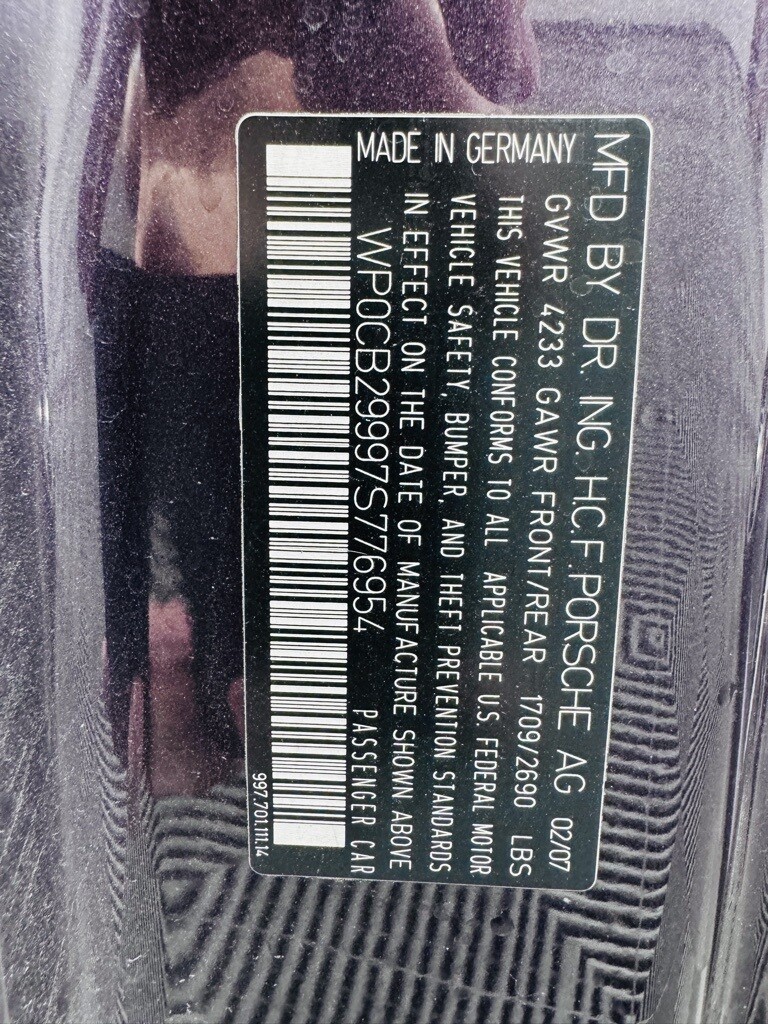 MFD BY DR. ING. H.C.F. PORSCHE AG 02/07
GVWR 4233 GAWR FRONT/REAR 1709/2690 LBS
THIS VEHICLE CONFORMS TO ALL APPLICABLE U.S. FEDERAL MOTOR
VEHICLE SAFETY, BUMPER, AND THEFT PREVENTION STANDARDS
IN EFFECT ON THE DATE OF MANUFACTURE SHOWN ABOVE
MADE IN GERMANY WP0CB29997S776954 PASSENGER CAR
997.701.111.14